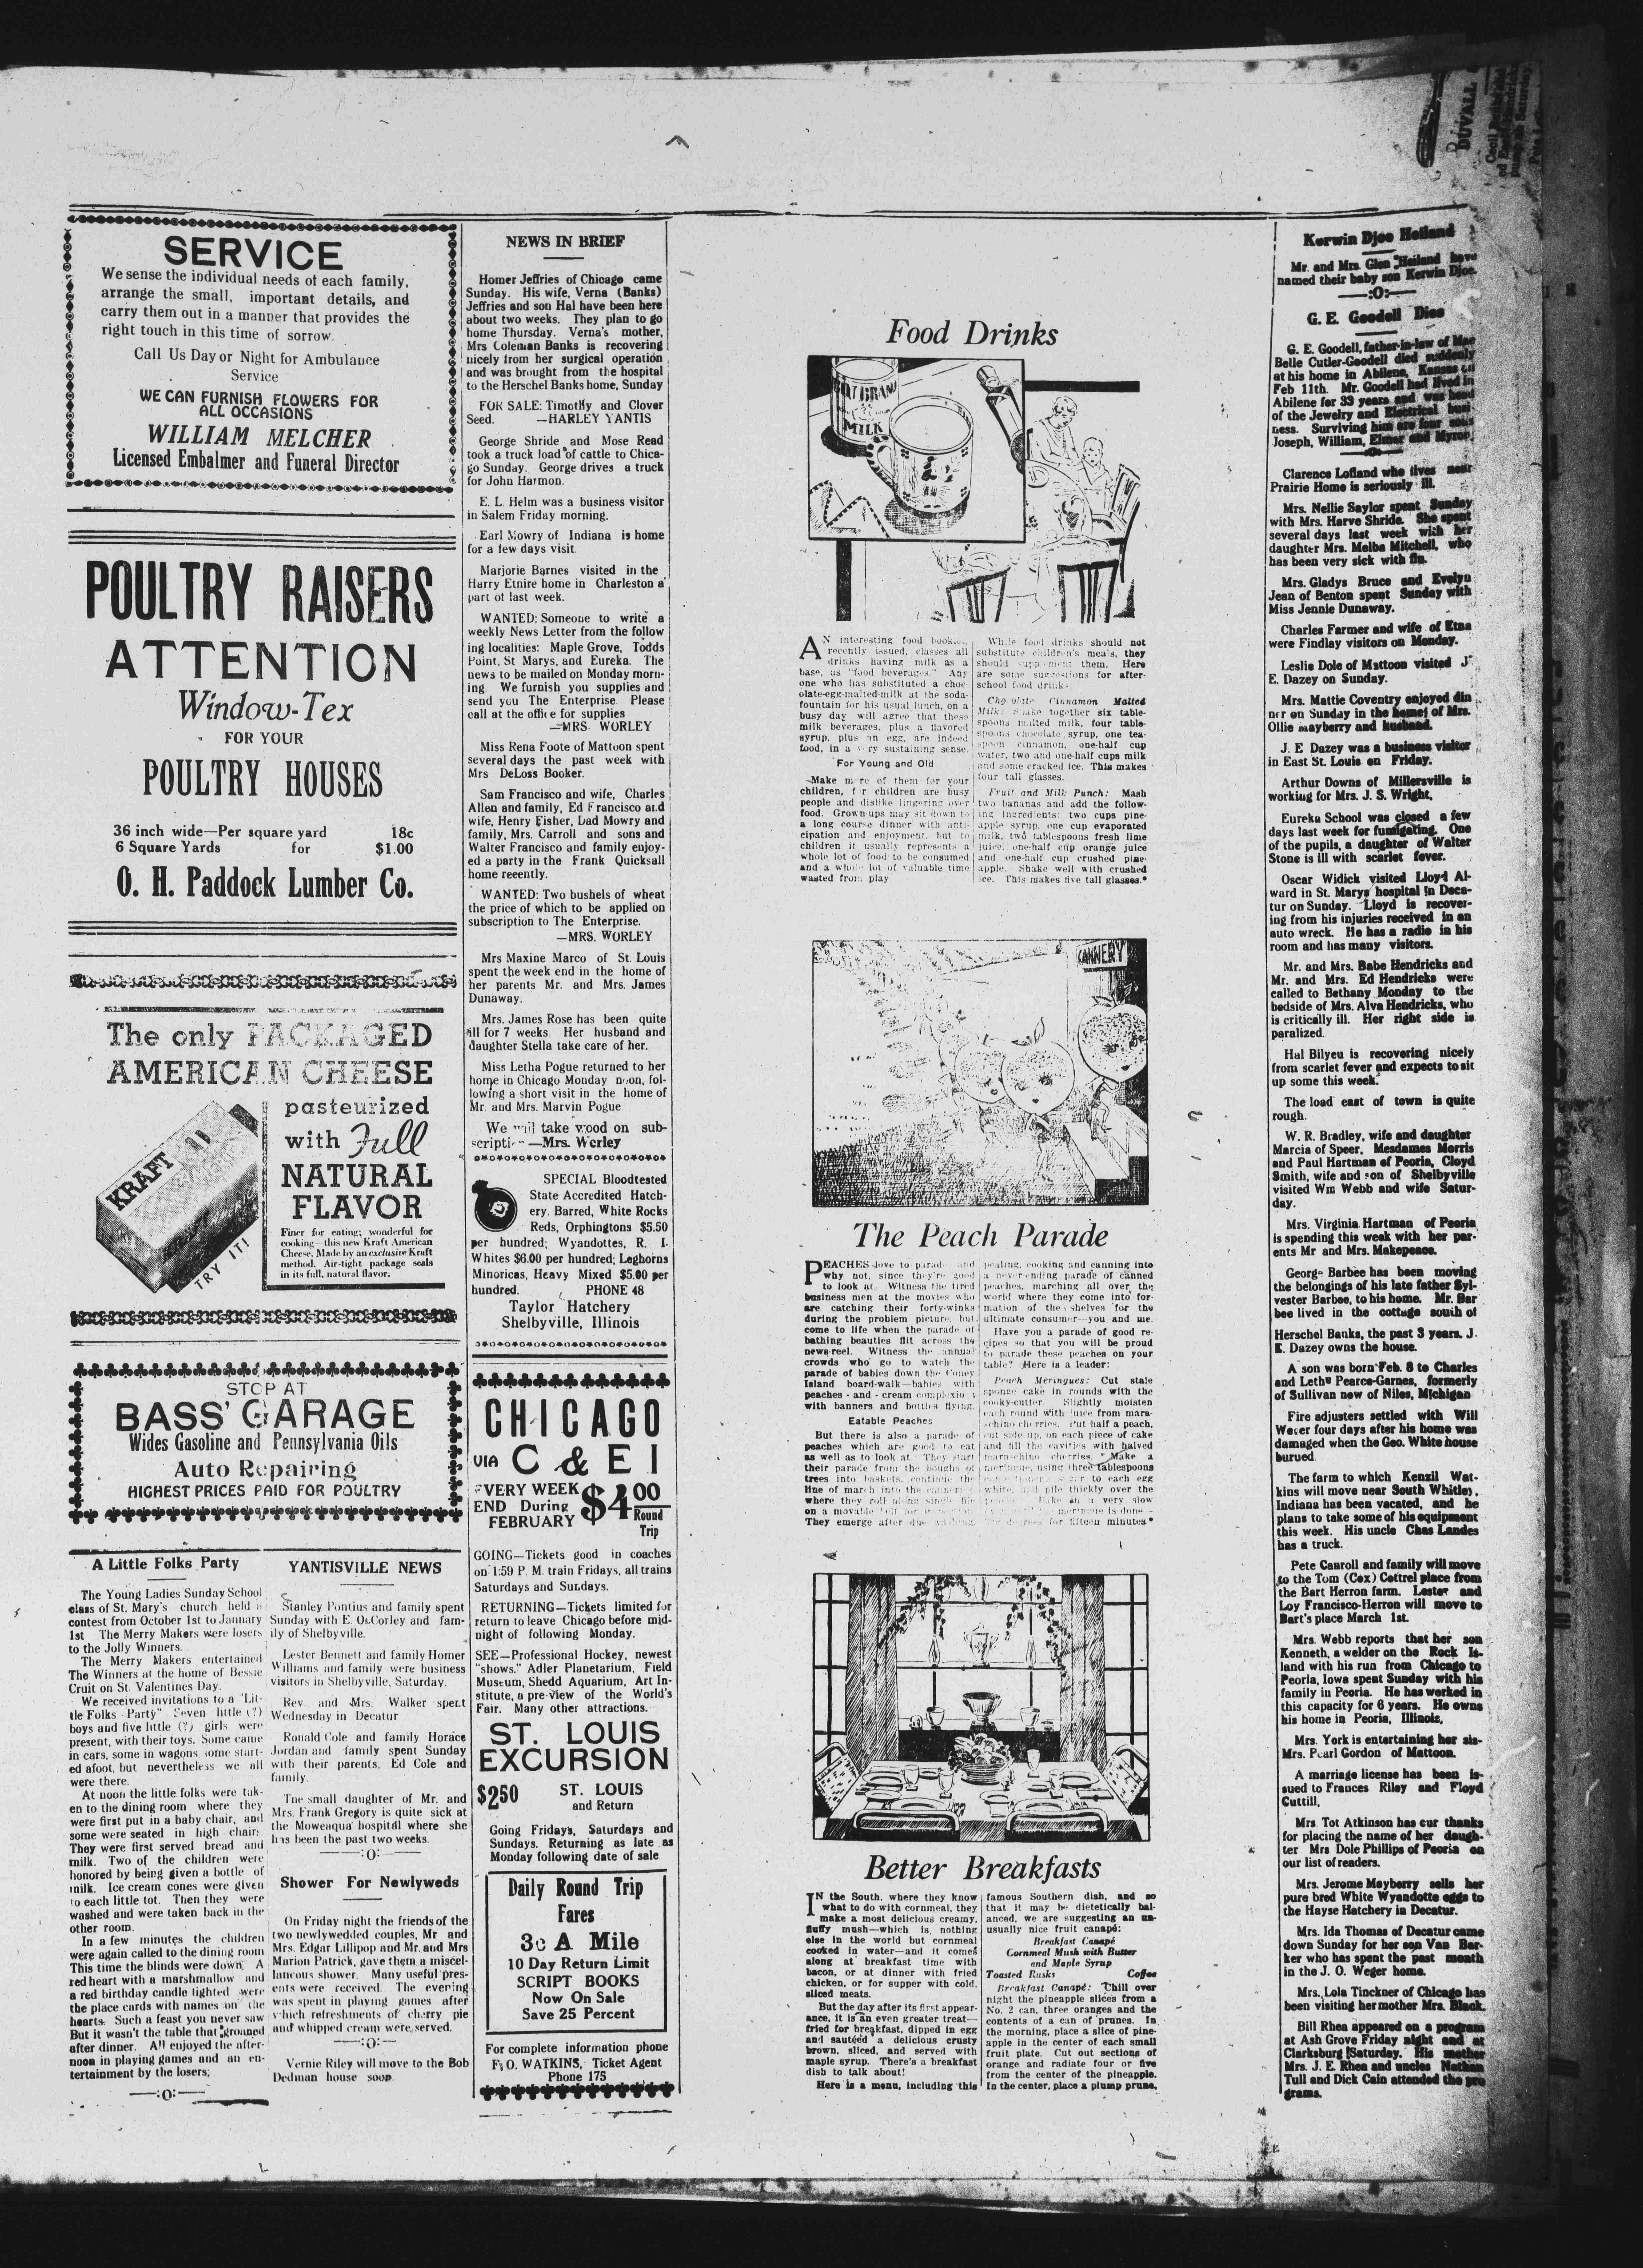 SERVICE
We sense the individual needs of each family,
arrange the small, important details, and
carry them out in a manner that provides the
right touch in this time of sorrow.
Call Us Day or Night for Ambulance
Service
WE CAN FURNISH FLOWERS FOR
ALL OCCASIONS
WILLIAM MELCHER
Licensed Embalmer and Funeral Director
POULTRY RAISERS
ATTENTION
Window-Tex
FOR YOUR
POULTRY HOUSES
36 inch wide—Per square yard 18c
6 Square Yards for $1.00
O. H. Paddock Lumber Co.
The only PACKAGED
AMERICAN CHEESE
pasteurized
with Full
NATURAL
FLAVOR
Finer for eating; wonderful for
cooking—this new Kraft American
Cheese. Made by an exclusive Kraft
method. Air-tight package seals
in its full, natural flavor.
KRAFT
TRY IT!
STOP AT
BASS' GARAGE
Wides Gasoline and Pennsylvania Oils
Auto Repairing
HIGHEST PRICES PAID FOR POULTRY
A Little Folks Party
The Young Ladies Sunday School
class of St. Mary's church held a
contest from October 1st to January
1st The Merry Makers were losers
to the Jolly Winners.
The Merry Makers entertained
The Winners at the home of Bessie
Cruit on St. Valentines Day.
We received invitations to a "Lit-
tle Folks Party" Seven little (?)
boys and five little (?) girls were
present, with their toys. Some came
in cars, some in wagons some start-
ed afoot, but nevertheless we all
were there.
At noon the little folks were tak-
en to the dining room where they
were first put in a baby chair, and
some were seated in high chairs
They were first served bread and
milk. Two of the children were
honored by being given a bottle of
milk. Ice cream cones were given
to each little tot. Then they were
washed and were taken back in the
other room.
In a few minutes the children
were again called to the dining room
This time the blinds were down. A
red heart with a marshmallow and
a red birthday candle lighted were
the place cards with names on the
hearts. Such a feast you never saw
But it wasn't the table that groaned
after dinner. All enjoyed the after-
noon in playing games and an en-
tertainment by the losers;
—:o:—
YANTISVILLE NEWS
Stanley Pontius and family spent
Sunday with E. Os Corley and fam-
ily of Shelbyville.
Lester Bennett and family Homer
Williams and family were business
visitors in Shelbyville, Saturday.
Rev. and Mrs. Walker spent
Wednesday in Decatur
Ronald Cole and family Horace
Jordan and family spent Sunday
with their parents, Ed Cole and
family.
The small daughter of Mr. and
Mrs. Frank Gregory is quite sick at
the Moweaqua hospital where she
has been the past two weeks.
—:o:—
Shower For Newlyweds
On Friday night the friends of the
two newlywedded couples, Mr and
Mrs. Edgar Lillipop and Mr. and Mrs
Marion Patrick, gave them a miscel-
laneous shower. Many useful pres-
ents were received. The evening
was spent in playing games after
which refreshments of cherry pie
and whipped cream were served.
—:o:—
Vernie Riley will move to the Bob
Dedman house soon
NEWS IN BRIEF
Homer Jeffries of Chicago came
Sunday. His wife, Verna (Banks)
Jeffries and son Hal have been here
about two weeks. They plan to go
home Thursday. Verna's mother,
Mrs Coleman Banks is recovering
nicely from her surgical operation
and was brought from the hospital
to the Herschel Banks home, Sunday
FOR SALE: Timothy and Clover
Seed. —HARLEY YANTIS
George Shride and Mose Read
took a truck load of cattle to Chica-
go Sunday. George drives a truck
for John Harmon.
E. L. Helm was a business visitor
in Salem Friday morning.
Earl Mowry of Indiana is home
for a few days visit
Marjorie Barnes visited in the
Harry Etnire home in Charleston a
part of last week.
WANTED: Someone to write a
weekly News Letter from the follow
ing localities: Maple Grove, Todds
Point, St Marys, and Eureka. The
news to be mailed on Monday morn-
ing. We furnish you supplies and
send you The Enterprise. Please
call at the office for supplies
—MRS. WORLEY
Miss Rena Foote of Mattoon spent
several days the past week with
Mrs DeLoss Booker.
Sam Francisco and wife, Charles
Allen and family, Ed Francisco and
wife, Henry Fisher, Dad Mowry and
family, Mrs. Carroll and sons and
Walter Francisco and family enjoy-
ed a party in the Frank Quicksall
home reeently.
WANTED: Two bushels of wheat
the price of which to be applied on
subscription to The Enterprise.
—MRS. WORLEY
Mrs Maxine Marco of St. Louis
spent the week end in the home of
her parents Mr. and Mrs. James
Dunaway.
Mrs. James Rose has been quite
ill for 7 weeks Her husband and
daughter Stella take care of her.
Miss Letha Pogue returned to her
home in Chicago Monday noon, fol-
lowing a short visit in the home of
Mr. and Mrs. Marvin Pogue
We will take wood on sub-
scription —Mrs. Worley
SPECIAL Bloodtested
State Accredited Hatch-
ery. Barred, White Rocks
Reds, Orphingtons $5.50
per hundred; Wyandottes, R. I.
Whites $6.00 per hundred; Leghorns
Minoricas, Heavy Mixed $5.00 per
hundred. PHONE 48
Taylor Hatchery
Shelbyville, Illinois
CHICAGO
VIA C & E I
EVERY WEEK
END During
FEBRUARY
$4.00
Round
Trip
GOING—Tickets good in coaches
on 1:59 P. M. train Fridays, all trains
Saturdays and Sundays.
RETURNING—Tickets limited for
return to leave Chicago before mid-
night of following Monday.
SEE—Professional Hockey, newest
"shows." Adler Planetarium, Field
Museum, Shedd Aquarium, Art In-
stitute, a pre-view of the World's
Fair. Many other attractions.
ST. LOUIS
EXCURSION
$2.50 ST. LOUIS
and Return
Going Fridays, Saturdays and
Sundays. Returning as late as
Monday following date of sale
Daily Round Trip
Fares
3c A Mile
10 Day Return Limit
SCRIPT BOOKS
Now On Sale
Save 25 Percent
For complete information phone
F. O. WATKINS, Ticket Agent
Phone 175
Food Drinks
MILK
AN interesting food booklet,
recently issued, classes all
drinks having milk as a
base, as "food beverages." Any
one who has substituted a choc-
olate-egg-malted-milk at the soda-
fountain for his usual lunch, on a
busy day will agree that these
milk beverages, plus a flavored
syrup, plus an egg, are indeed
food, in a very sustaining sense.
For Young and Old
Make more of them for your
children, for children are busy
people and dislike lingering over
food. Grown-ups may sit down to
a long course dinner with anti-
cipation and enjoyment, but to
children it usually represents a
whole lot of food to be consumed
and a whole lot of valuable time
wasted from play.
While food drinks should not
substitute children's meals, they
should supplement them. Here
are some suggestions for after-
school food drinks:
Chocolate Cinnamon Malted
Milk: Shake together six table-
spoons malted milk, four table-
spoons chocolate syrup, one tea-
spoon cinnamon, one-half cup
water, two and one-half cups milk
and some cracked ice. This makes
four tall glasses.
Fruit and Milk Punch: Mash
two bananas and add the follow-
ing ingredients: two cups pine-
apple syrup, one cup evaporated
milk, two tablespoons fresh lime
juice, one-half cup orange juice
and one-half cup crushed pine-
apple. Shake well with crushed
ice. This makes five tall glasses.*
CANNERY
The Peach Parade
PEACHES love to parade and
why not, since they're good
to look at. Witness the tired
business men at the movies who
are catching their forty-winks
during the problem picture, but
come to life when the parade of
bathing beauties flit across the
news-reel. Witness the annual
crowds who go to watch the
parade of babies down the Coney
Island board-walk—babies with
peaches - and - cream complexions
with banners and bottles flying.
Eatable Peaches
But there is also a parade of
peaches which are good to eat
as well as to look at. They start
their parade from the boughs of
trees into baskets, continue the
line of march into the canneries
where they roll along single file
on a movable belt for
They emerge after due washing,
pealing, cooking and canning into
a never-ending parade of canned
peaches, marching all over the
world where they come into for-
mation of the shelves for the
ultimate consumer—you and me.
Have you a parade of good re-
cipes so that you will be proud
to parade these peaches on your
table? Here is a leader:
Peach Meringues: Cut stale
sponge cake in rounds with the
cooky-cutter. Slightly moisten
each round with juice from mara-
schino cherries. Put half a peach,
cut side up, on each piece of cake
and fill the cavities with halved
maraschino cherries. Make a
meringue, using three tablespoons
sugar to each egg
white, and pile thickly over the
Bake in a very slow
meringue is done -
degrees for fifteen minutes.*
Better Breakfasts
IN the South, where they know
what to do with cornmeal, they
make a most delicious creamy,
fluffy mush—which is nothing
else in the world but cornmeal
cooked in water—and it comes
along at breakfast time with
bacon, or at dinner with fried
chicken, or for supper with cold,
sliced meats.
But the day after its first appear-
ance, it is an even greater treat—
fried for breakfast, dipped in egg
and sautéed a delicious crusty
brown, sliced, and served with
maple syrup. There's a breakfast
dish to talk about!
Here is a menu, including this
famous Southern dish, and so
that it may be dietetically bal-
anced, we are suggesting an un-
usually nice fruit canapé:
Breakfast Canapé
Cornmeal Mush with Butter
and Maple Syrup
Toasted Rusks Coffee
Breakfast Canapé: Chill over
night the pineapple slices from a
No. 2 can, three oranges and the
contents of a can of prunes. In
the morning, place a slice of pine-
apple in the center of each small
fruit plate. Cut out sections of
orange and radiate four or five
from the center of the pineapple.
In the center, place a plump prune.
DUVALL
Kerwin Djoe Heiland
Mr. and Mrs. Glen Heiland have
named their baby son Kerwin Djoe.
—:O:—
G. E. Goodell Dies
G. E. Goodell, father-in-law of Mae
Belle Cutler-Goodell died suddenly
at his home in Abilene, Kansas on
Feb 11th. Mr. Goodell had lived in
Abilene for 33 years and was head
of the Jewelry and Electrical busi-
ness. Surviving him are four sons
Joseph, William, Elmer and Myron.
Clarence Lofland who lives near
Prairie Home is seriously ill.
Mrs. Nellie Saylor spent Sunday
with Mrs. Harve Shride. She spent
several days last week with her
daughter Mrs. Melba Mitchell, who
has been very sick with flu.
Mrs. Gladys Bruce and Evelyn
Jean of Benton spent Sunday with
Miss Jennie Dunaway.
Charles Farmer and wife of Etna
were Findlay visitors on Monday.
Leslie Dole of Mattoon visited J
E. Dazey on Sunday.
Mrs. Mattie Coventry enjoyed din
ner on Sunday in the home of Mrs.
Ollie mayberry and husband.
J. E Dazey was a business visitor
in East St. Louis on Friday.
Arthur Downs of Millersville is
working for Mrs. J. S. Wright,
Eureka School was closed a few
days last week for fumigating. One
of the pupils, a daughter of Walter
Stone is ill with scarlet fever.
Oscar Widick visited Lloyd Al-
ward in St. Marys hospital in Deca-
tur on Sunday. Lloyd is recover-
ing from his injuries received in an
auto wreck. He has a radio in his
room and has many visitors.
Mr. and Mrs. Babe Hendricks and
Mr. and Mrs. Ed Hendricks were
called to Bethany Monday to the
bedside of Mrs. Alva Hendricks, who
is critically ill. Her right side is
paralized.
Hal Bilyeu is recovering nicely
from scarlet fever and expects to sit
up some this week.
The load east of town is quite
rough.
W. R. Bradley, wife and daughter
Marcia of Speer, Mesdames Morris
and Paul Hartman of Peoria, Cloyd
Smith, wife and son of Shelbyville
visited Wm Webb and wife Satur-
day.
Mrs. Virginia Hartman of Peoria
is spending this week with her par-
ents Mr and Mrs. Makepeace.
George Barbee has been moving
the belongings of his late father Syl-
vester Barbee, to his home. Mr. Bar
bee lived in the cottage south of
Herschel Banks, the past 3 years. J.
E. Dazey owns the house.
A son was born Feb. 8 to Charles
and Letha Pearce-Garnes, formerly
of Sullivan now of Niles, Michigan
Fire adjusters settled with Will
Weger four days after his home was
damaged when the Geo. White house
burued.
The farm to which Kenzil Wat-
kins will move near South Whitley,
Indiana has been vacated, and he
plans to take some of his equipment
this week. His uncle Chas Landes
has a truck.
Pete Canroll and family will move
to the Tom (Cox) Cottrel place from
the Bart Herron farm. Lester and
Loy Francisco-Herron will move to
Bart's place March 1st.
Mrs. Webb reports that her son
Kenneth, a welder on the Rock Is-
land with his run from Chicago to
Peoria, Iowa spent Sunday with his
family in Peoria. He has worked in
this capacity for 6 years. He owns
his home in Peoria, Illinois,
Mrs. York is entertaining her sis-
Mrs. Pearl Gordon of Mattoon.
A marriage license has been is-
sued to Frances Riley and Floyd
Cuttill,
Mrs. Tot Atkinson has our thanks
for placing the name of her daugh-
ter Mrs Dole Phillips of Peoria on
our list of readers.
Mrs. Jerome Mayberry sells her
pure bred White Wyandotte eggs to
the Hayse Hatchery in Decatur.
Mrs. Ida Thomas of Decatur came
down Sunday for her son Van Bar-
ker who has spent the past month
in the J. O. Weger home.
Mrs. Lola Tinckner of Chicago has
been visiting her mother Mrs. Black.
Bill Rhea appeared on a program
at Ash Grove Friday night and at
Clarksburg Saturday. His mother
Mrs. J. E. Rhea and uncles Nathan
Tull and Dick Cain attended the pro
grams.